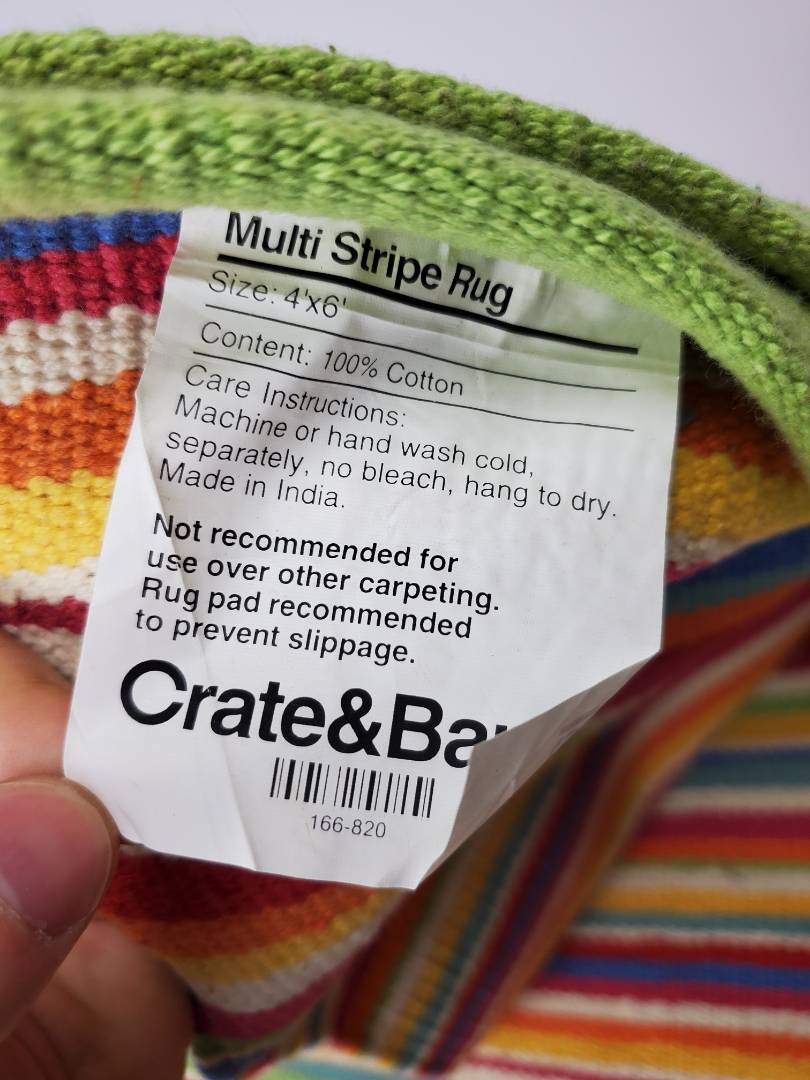 Multi Stripe Rug
Size: 4'x6'
Content: 100% Cotton
Care Instructions:
Machine or hand wash cold,
separately, no bleach, hang to dry.
Made in India.
Not recommended for
use over other carpeting.
Rug pad recommended
to prevent slippage.
Crate&Ba
166-820